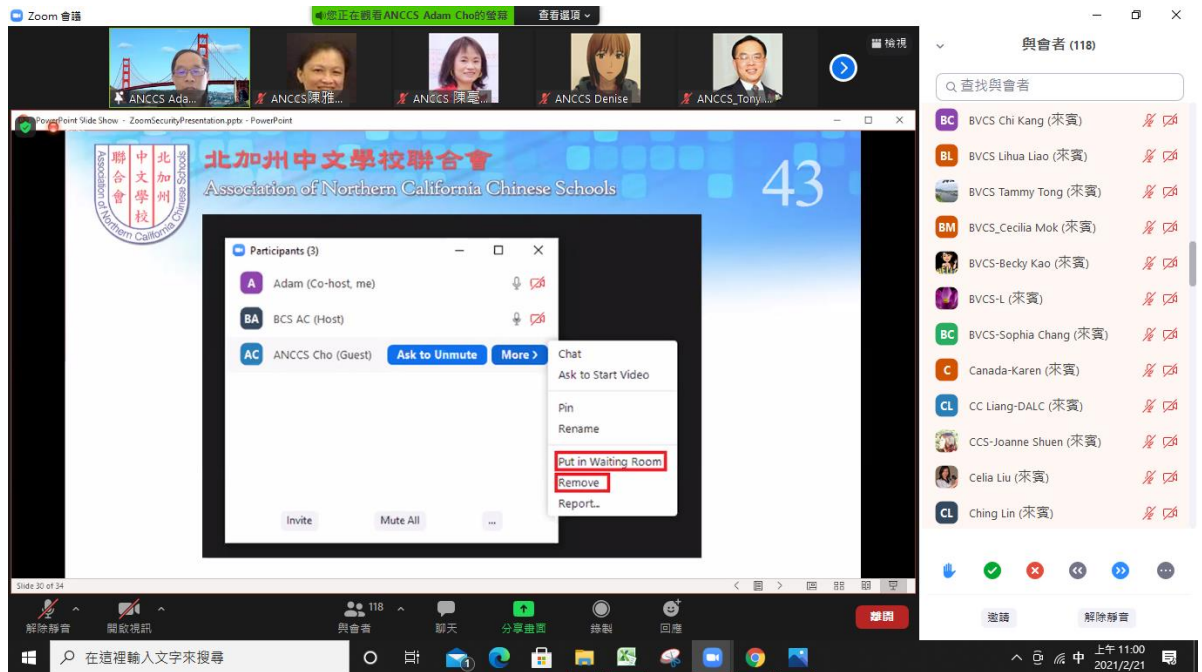 Zoom 會議
您正在觀看ANCCS Adam Cho的螢幕
查看選項
檢視
ANCCS Ada...
ANCCS陳雅...
ANCCS 陳亳...
ANCCS Denise
ANCCS_Tony...
PowerPoint Slide Show - ZoomSecurityPresentation.pptx - PowerPoint
北加州
中文學校
聯合會
Association of Northern California Chinese Schools
北加州中文學校聯合會
Association of Northern California Chinese Schools
43
Participants (3)
A Adam (Co-host, me)
BA BCS AC (Host)
AC ANCCS Cho (Guest) Ask to Unmute More >
Chat
Ask to Start Video
Pin
Rename
Put in Waiting Room
Remove
Report...
Invite Mute All ...
Slide 30 of 34
解除靜音
開啟視訊
118
與會者
聊天
分享畫面
錄製
回應
離開
與會者 (118)
查找與會者
BC BVCS Chi Kang (來賓)
BL BVCS Lihua Liao (來賓)
BVCS Tammy Tong (來賓)
BM BVCS_Cecilia Mok (來賓)
BVCS-Becky Kao (來賓)
BVCS-L (來賓)
BC BVCS-Sophia Chang (來賓)
C Canada-Karen (來賓)
CL CC Liang-DALC (來賓)
CCS-Joanne Shuen (來賓)
Celia Liu (來賓)
CL Ching Lin (來賓)
邀請 解除靜音
在這裡輸入文字來搜尋
1
中
上午 11:00
2021/2/21